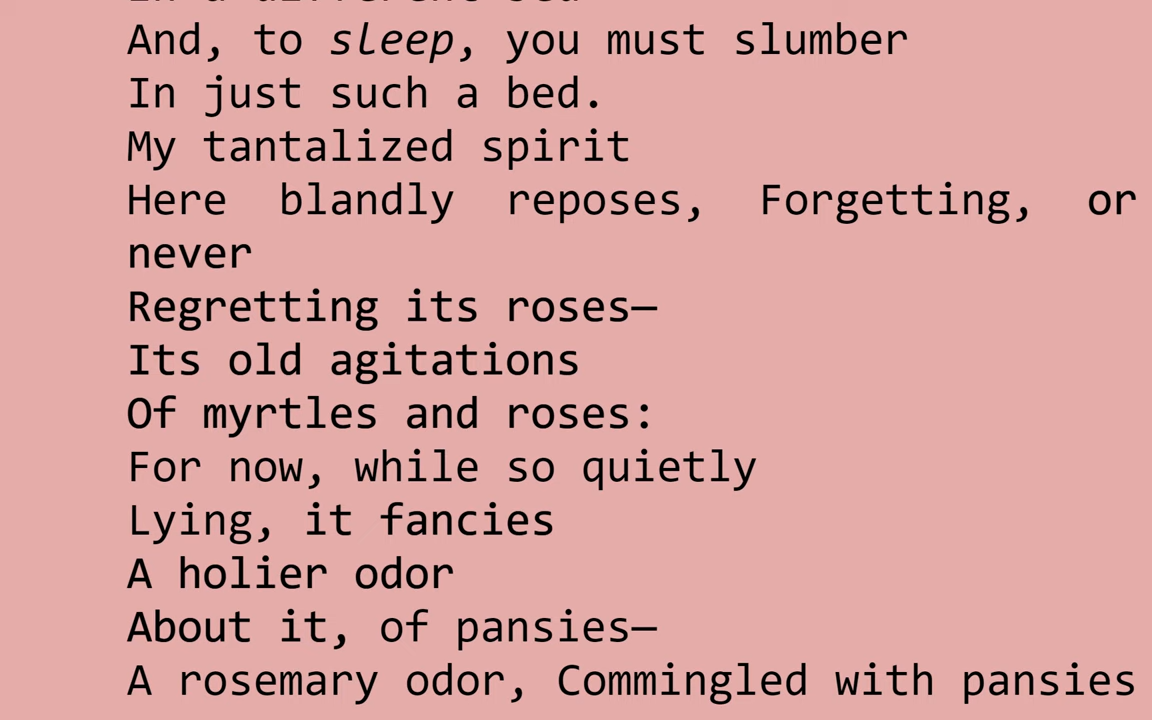 And, to sleep, you must slumber
In just such a bed.
My tantalized spirit
Here blandly reposes, Forgetting, or
never
Regretting its roses—
Its old agitations
Of myrtles and roses:
For now, while so quietly
Lying, it fancies
A holier odor
About it, of pansies—
A rosemary odor, Commingled with pansies